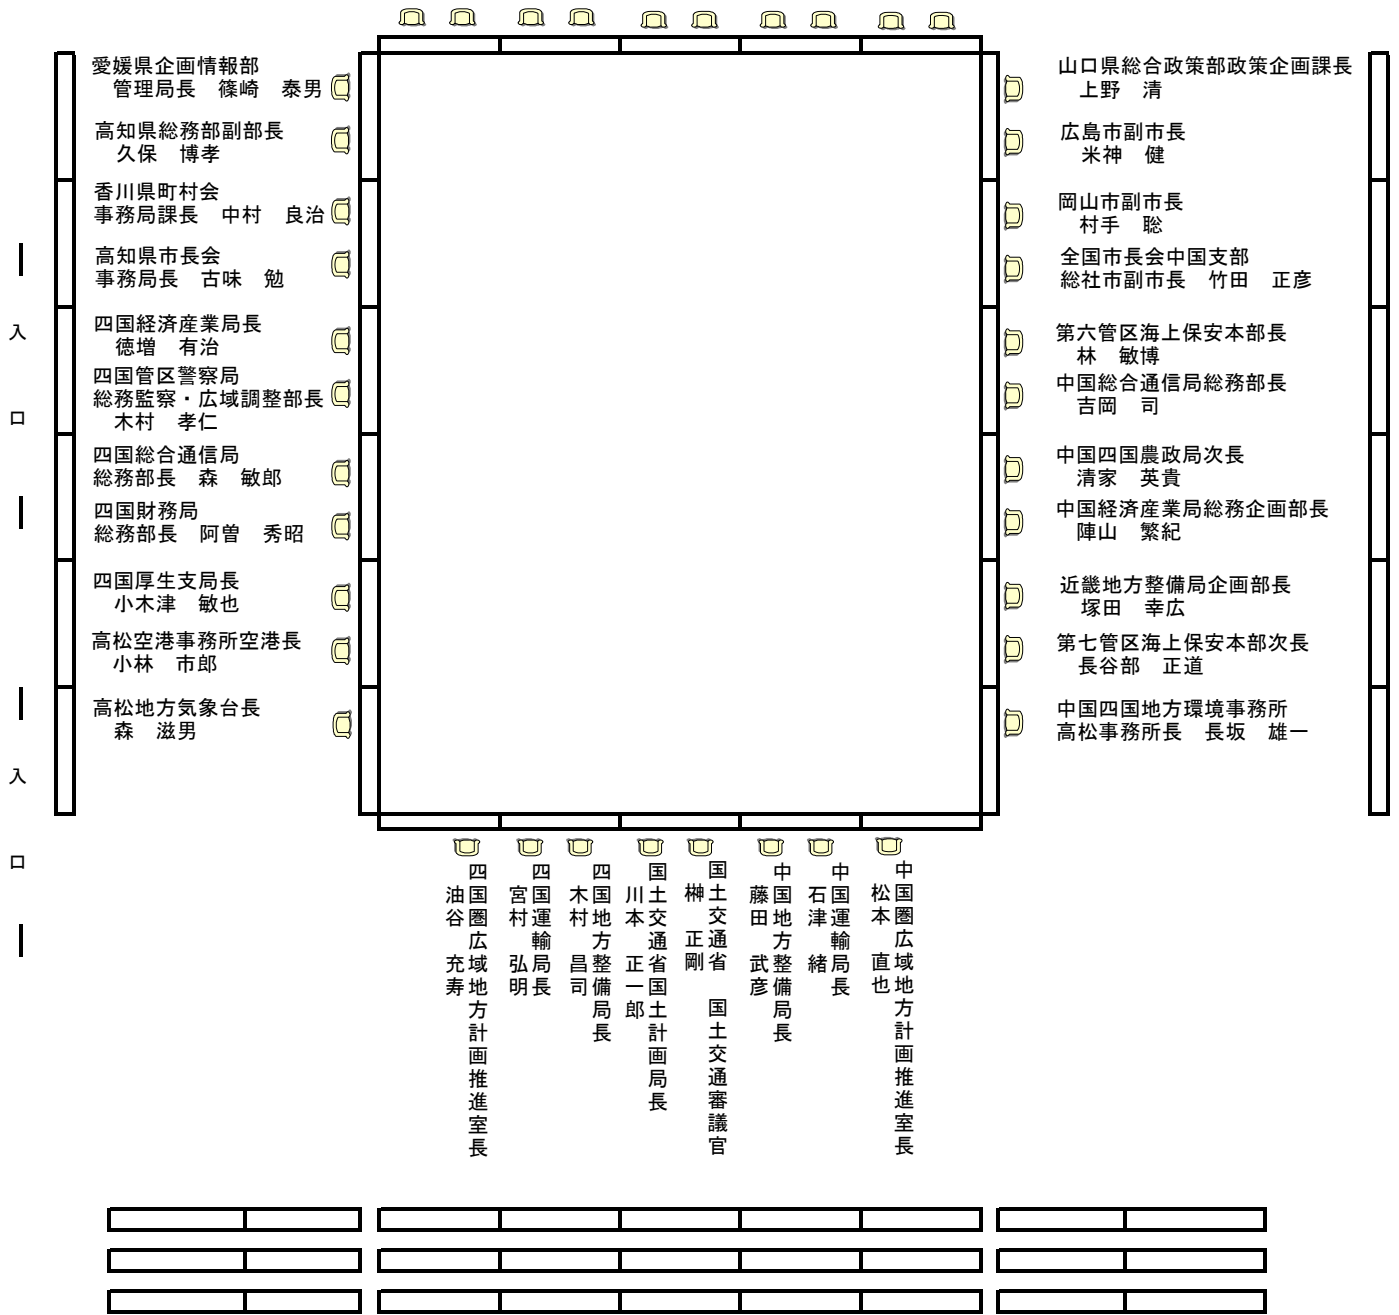 愛媛県企画情報部
管理局長　篠崎　泰男
高知県総務部副部長
久保　博孝
香川県町村会
事務局課長　中村　良治
高知県市長会
事務局長　古味　勉
四国経済産業局長
徳増　有治
四国管区警察局
総務監察・広域調整部長
木村　孝仁
四国総合通信局
総務部長　森　敏郎
四国財務局
総務部長　阿曽　秀昭
四国厚生支局長
小木津　敏也
高松空港事務所空港長
小林　市郎
高松地方気象台長
森　滋男
入口
入口
山口県総合政策部政策企画課長
上野　清
広島市副市長
米神　健
岡山市副市長
村手　聡
全国市長会中国支部
総社市副市長　竹田　正彦
第六管区海上保安本部長
林　敏博
中国総合通信局総務部長
吉岡　司
中国四国農政局次長
清家　英貴
中国経済産業局総務企画部長
陣山　繁紀
近畿地方整備局企画部長
塚田　幸広
第七管区海上保安本部次長
長谷部　正道
中国四国地方環境事務所
高松事務所長　長坂　雄一
中国圏広域地方計画推進室長
松本　直也
中国運輸局長
石津　緒
中国地方整備局長
藤田　武彦
国土交通省　国土交通審議官
榊　正剛
国土交通省国土計画局長
川本　正一郎
四国地方整備局長
木村　昌司
四国運輸局長
宮村　弘明
四国圏広域地方計画推進室長
油谷　充寿